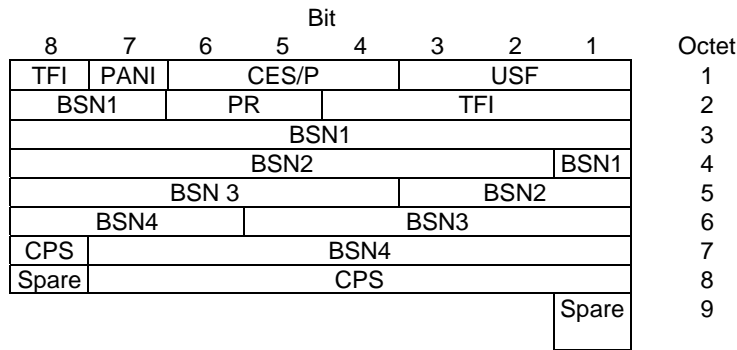 Bit
8 7 6 5 4 3 2 1 Octet
TFI PANI CES/P USF 1
BSN1 PR TFI 2
BSN1 3
BSN2 BSN1 4
BSN 3 BSN2 5
BSN4 BSN3 6
CPS BSN4 7
Spare CPS 8
Spare 9